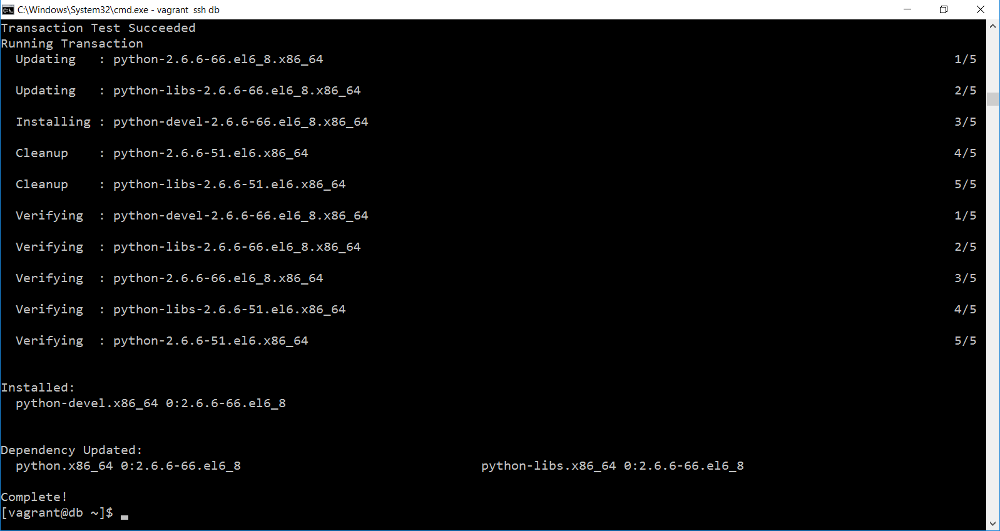 C:\Windows\System32\cmd.exe - vagrant  ssh db
Transaction Test Succeeded
Running Transaction
  Updating   : python-2.6.6-66.el6_8.x86_64 1/5
  Updating   : python-libs-2.6.6-66.el6_8.x86_64 2/5
  Installing : python-devel-2.6.6-66.el6_8.x86_64 3/5
  Cleanup    : python-2.6.6-51.el6.x86_64 4/5
  Cleanup    : python-libs-2.6.6-51.el6.x86_64 5/5
  Verifying  : python-devel-2.6.6-66.el6_8.x86_64 1/5
  Verifying  : python-libs-2.6.6-66.el6_8.x86_64 2/5
  Verifying  : python-2.6.6-66.el6_8.x86_64 3/5
  Verifying  : python-libs-2.6.6-51.el6.x86_64 4/5
  Verifying  : python-2.6.6-51.el6.x86_64 5/5
Installed:
  python-devel.x86_64 0:2.6.6-66.el6_8
Dependency Updated:
  python.x86_64 0:2.6.6-66.el6_8 python-libs.x86_64 0:2.6.6-66.el6_8
Complete!
[vagrant@db ~]$